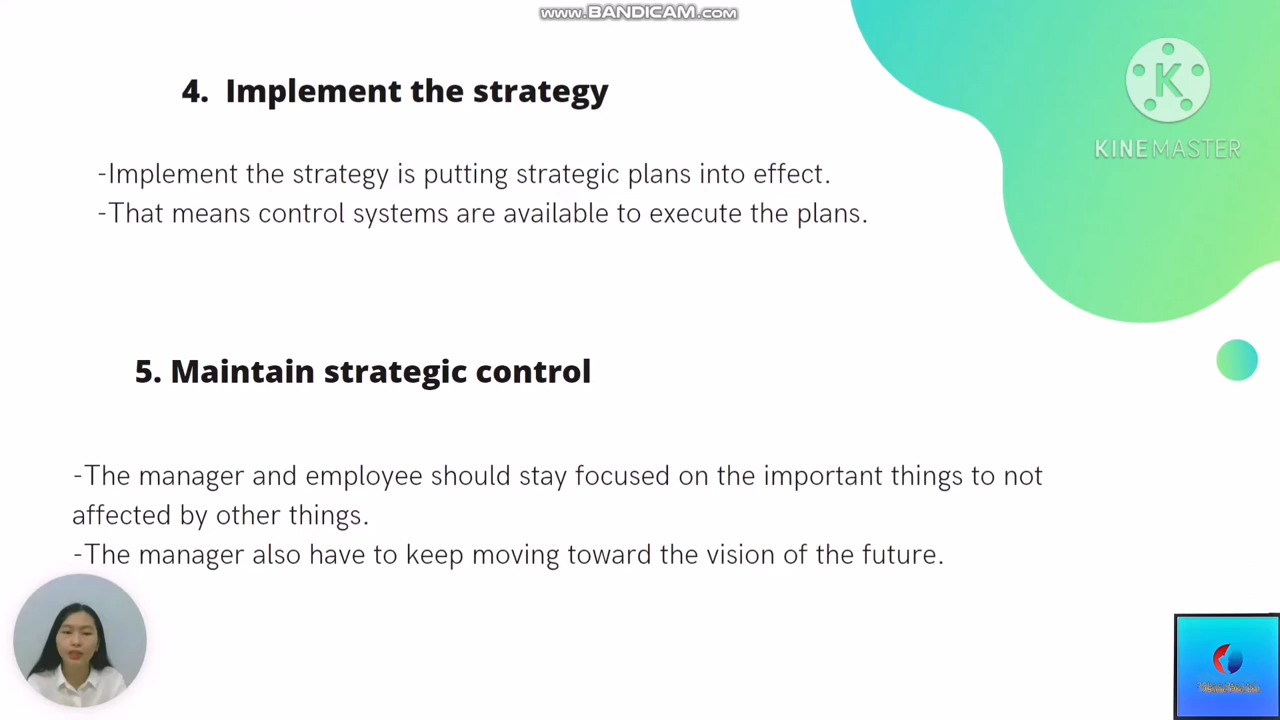 www.BANDICAM.com
4. Implement the strategy
KINEMASTER
-Implement the strategy is putting strategic plans into effect.
-That means control systems are available to execute the plans.
5. Maintain strategic control
-The manager and employee should stay focused on the important things to not
affected by other things.
-The manager also have to keep moving toward the vision of the future.